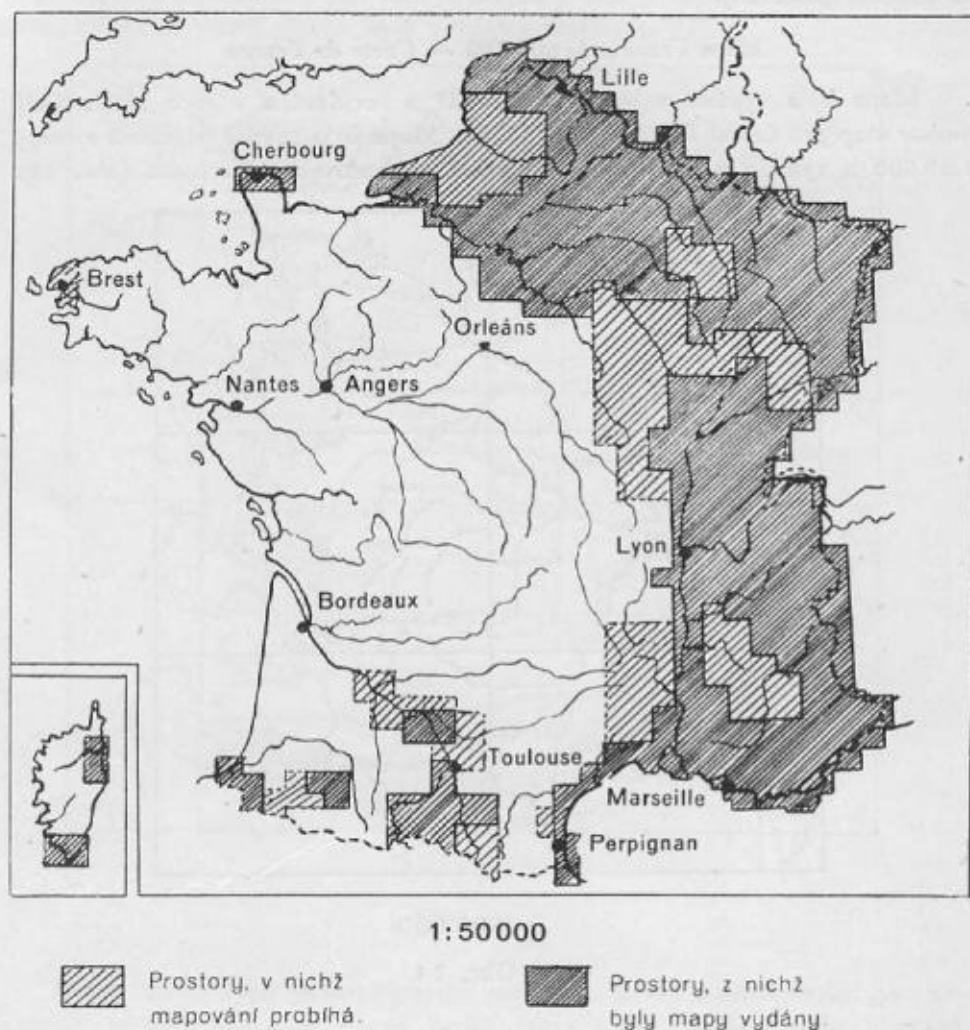 Lille
Cherbourg
Brest
Orleáns
Nantes
Angers
Lyon
Bordeaux
Toulouse
Marseille
Perpignan
1:50000
Prostory, v nichž
mapování probíhá.
Prostory, z nichž
byly mapy vydány.